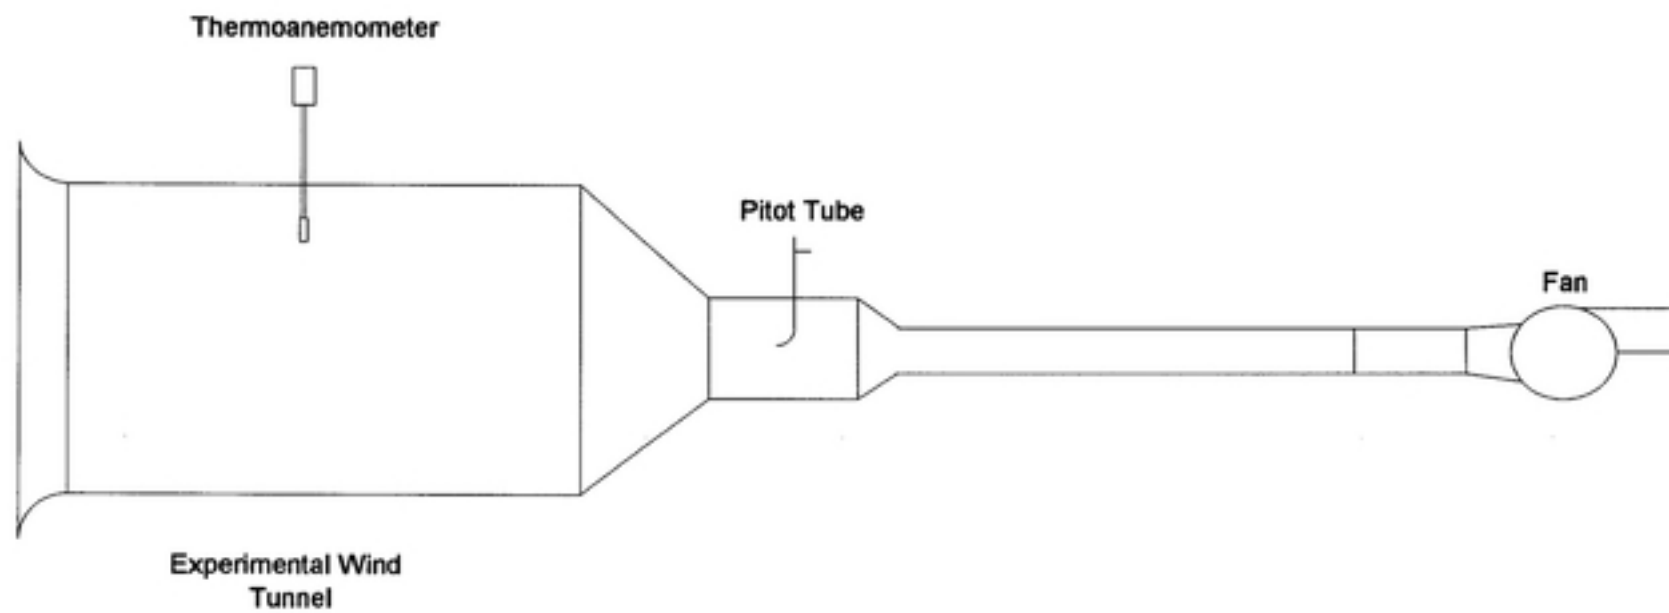 Thermoanemometer
Pitot Tube
Fan
Experimental Wind
Tunnel